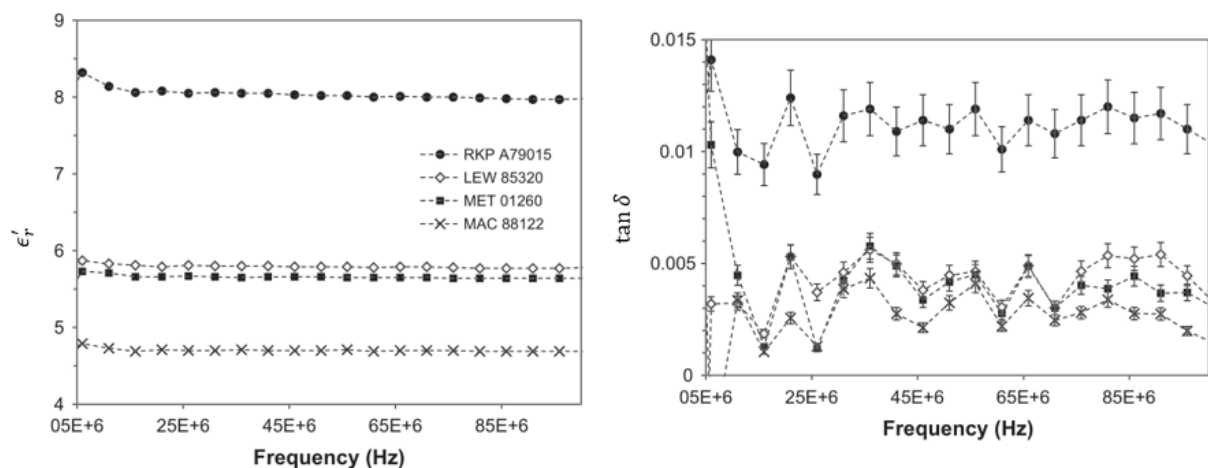 9
8
7
6
5
4
ϵ′r
RKP A79015
LEW 85320
MET 01260
MAC 88122
05E+6 25E+6 45E+6 65E+6 85E+6
Frequency (Hz)
0.015
0.01
0.005
0
tan δ
05E+6 25E+6 45E+6 65E+6 85E+6
Frequency (Hz)